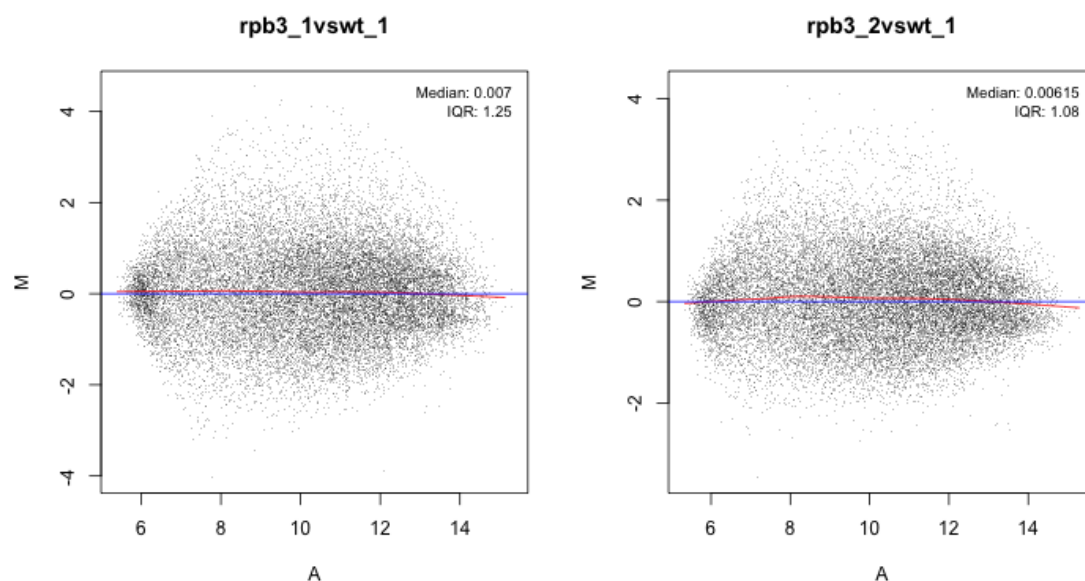 rpb3_1vswt_1
Median: 0.007
IQR: 1.25
4
2
0
-2
-4
M
6 8 10 12 14
A
rpb3_2vswt_1
Median: 0.00615
IQR: 1.08
4
2
0
-2
M
6 8 10 12 14
A